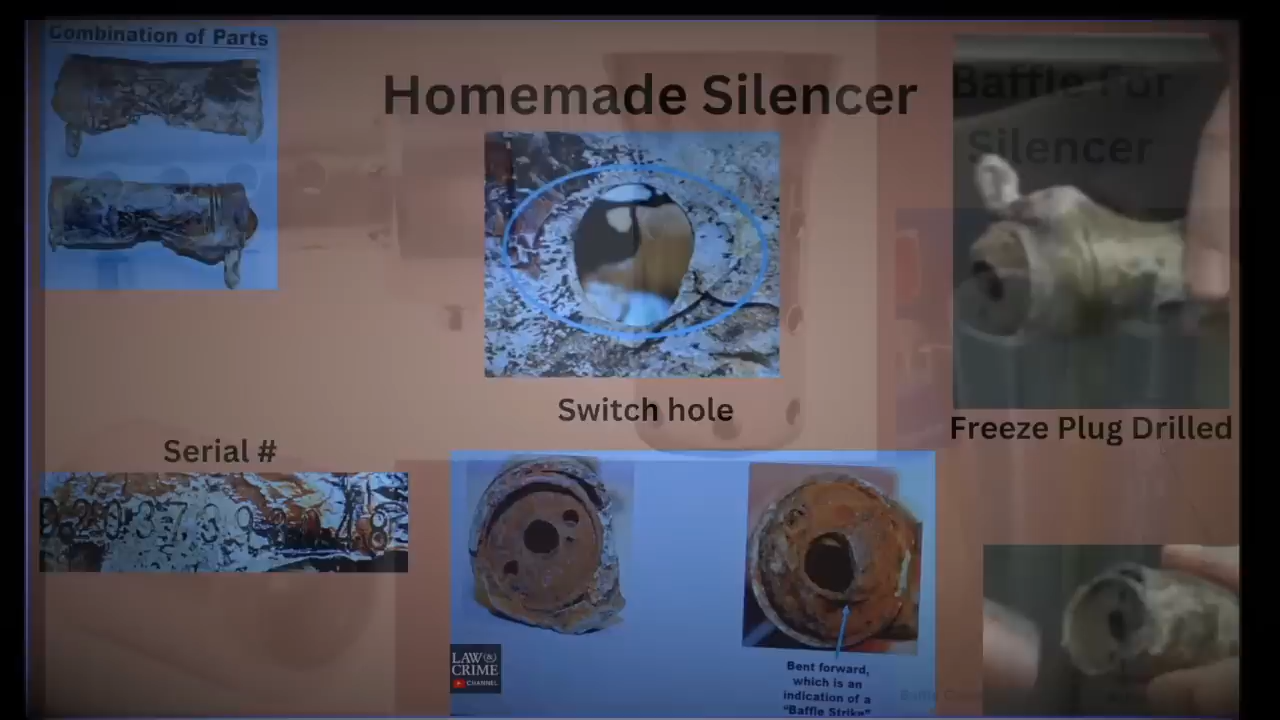 Combination of Parts
Homemade Silencer
Baffle For
Silencer
Switch hole
Freeze Plug Drilled
Serial #
LAW &
CRIME
CHANNEL
Bent forward,
which is an
indication of a
"Baffle Strike"